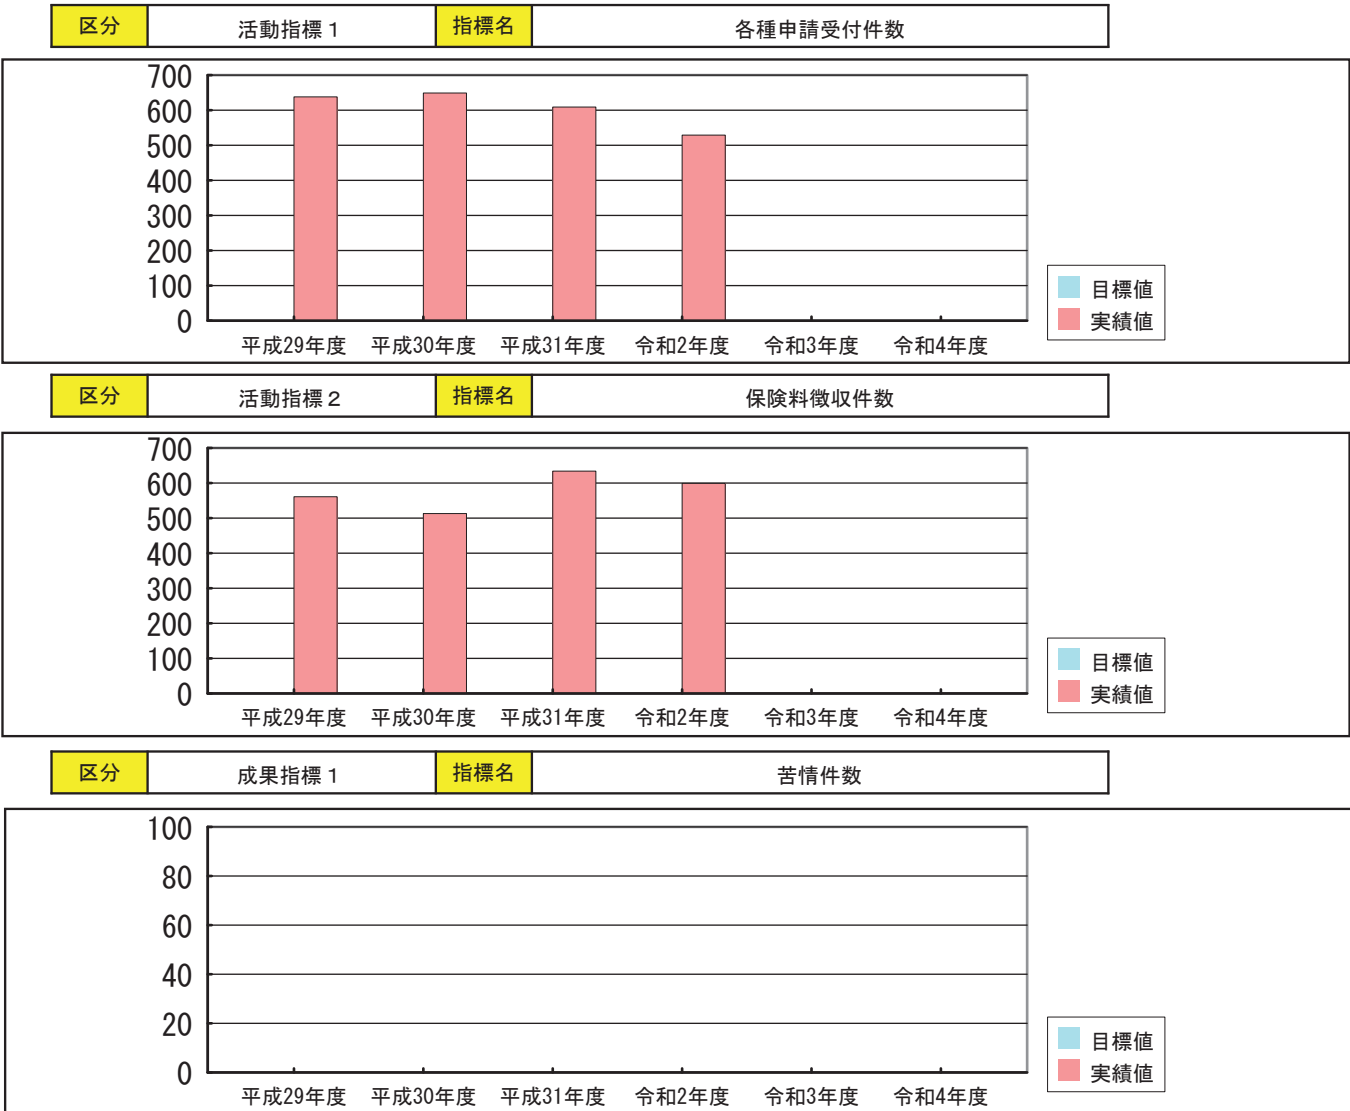 区分 活動指標１ 指標名 各種申請受付件数
700
600
500
400
300
200
100
0
平成29年度 平成30年度 平成31年度 令和2年度 令和3年度 令和4年度
目標値
実績値
区分 活動指標２ 指標名 保険料徴収件数
700
600
500
400
300
200
100
0
平成29年度 平成30年度 平成31年度 令和2年度 令和3年度 令和4年度
目標値
実績値
区分 成果指標１ 指標名 苦情件数
100
80
60
40
20
0
平成29年度 平成30年度 平成31年度 令和2年度 令和3年度 令和4年度
目標値
実績値